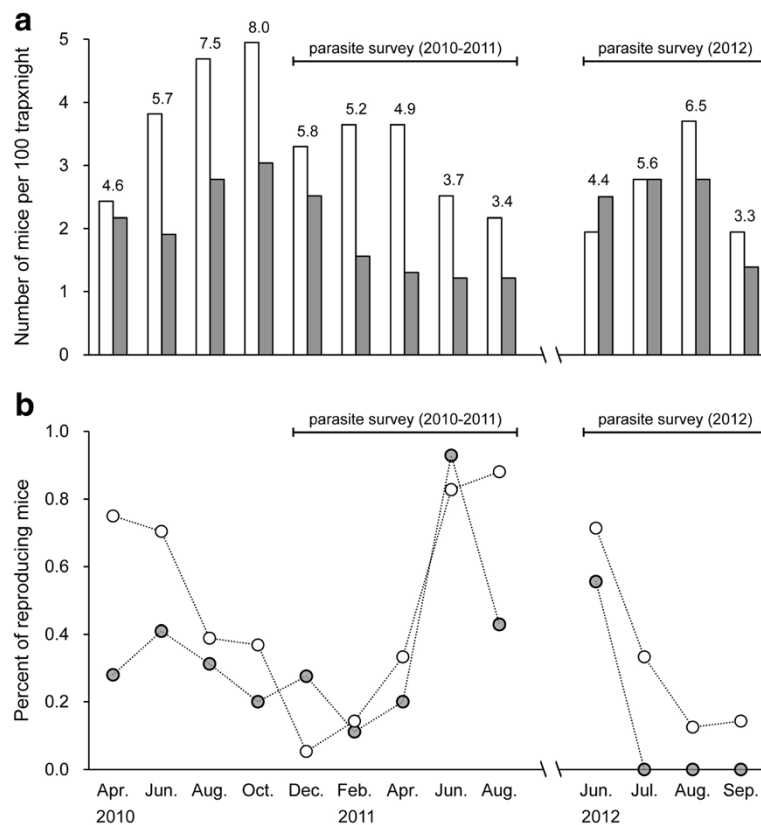 a
Number of mice per 100 trapxnight
5
4
3
2
1
0
parasite survey (2010-2011)
parasite survey (2012)
4.6
5.7
7.5
8.0
5.8
5.2
4.9
3.7
3.4
4.4
5.6
6.5
3.3
b
Percent of reproducing mice
1.0
0.8
0.6
0.4
0.2
0.0
parasite survey (2010-2011)
parasite survey (2012)
Apr. Jun. Aug. Oct. Dec. Feb. Apr. Jun. Aug. Jun. Jul. Aug. Sep.
2010 2011 2012